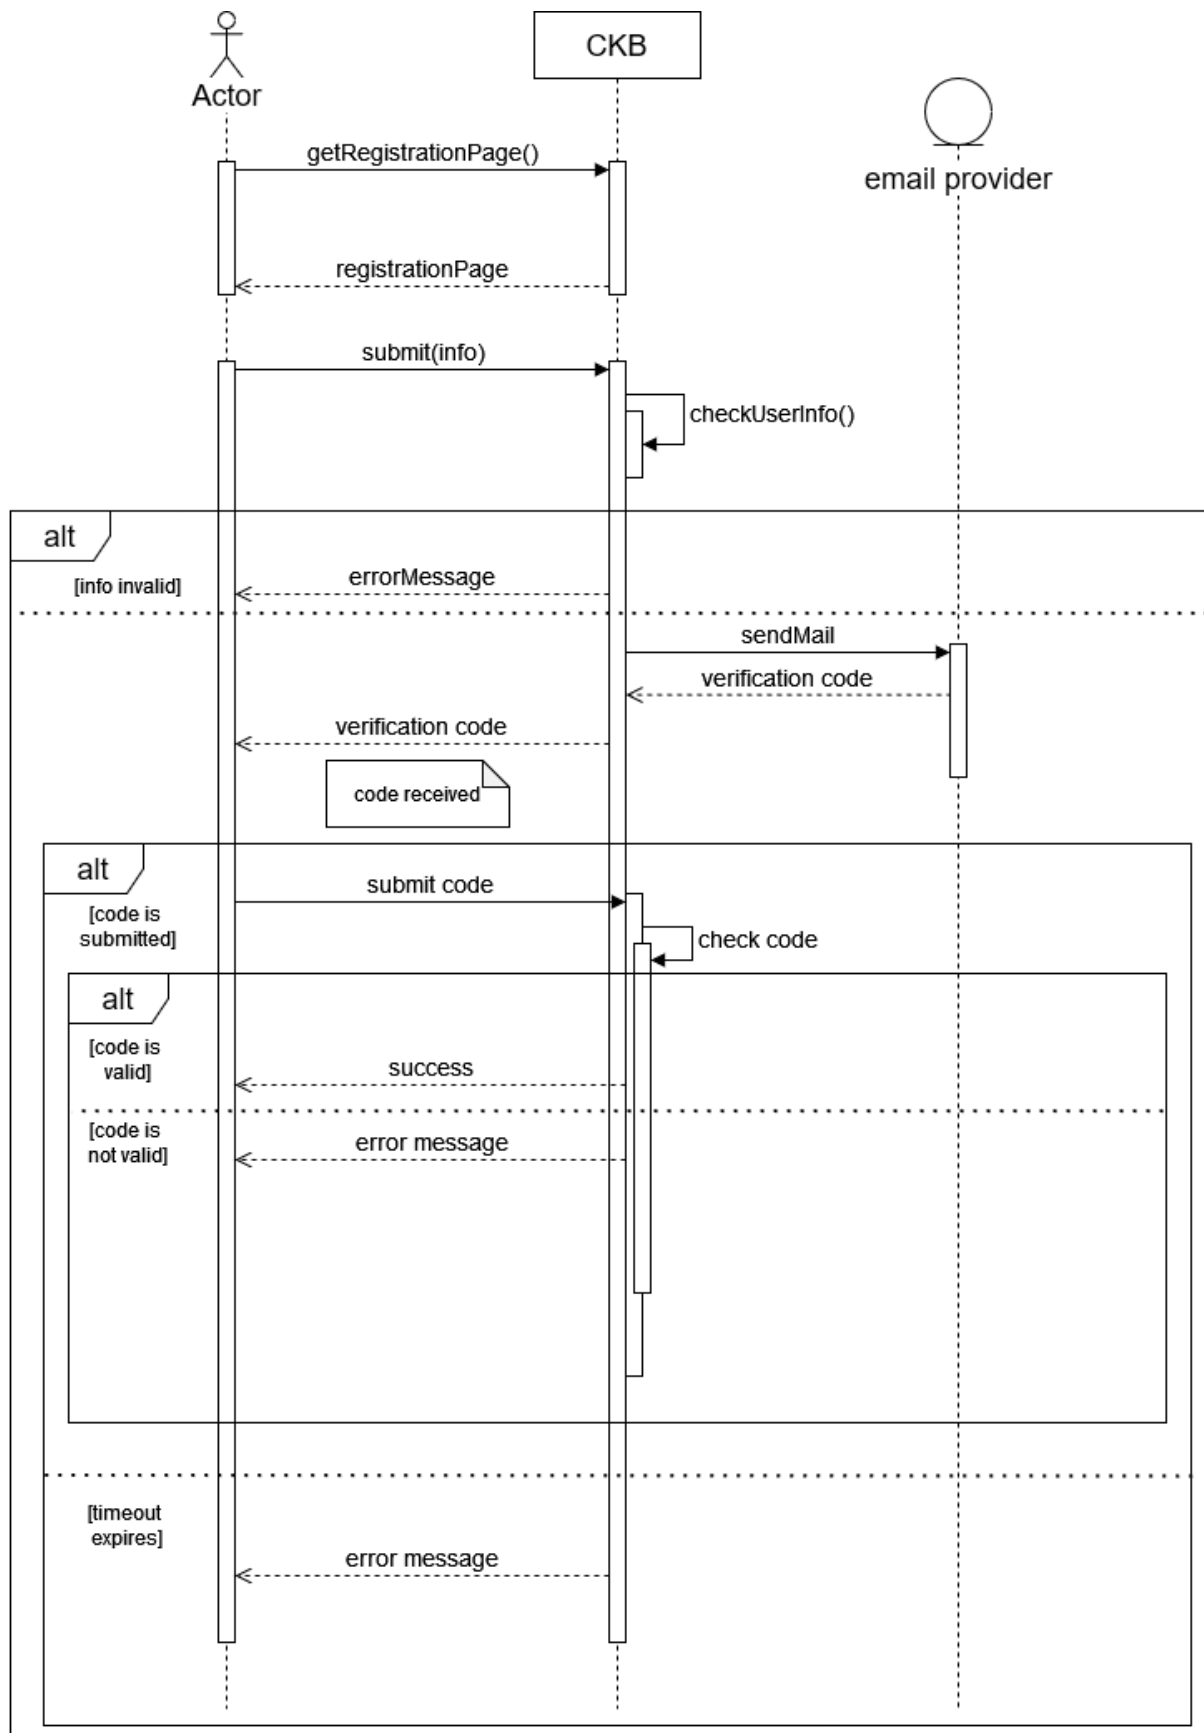 CKB
Actor
email provider
getRegistrationPage()
registrationPage
submit(info)
checkUserInfo()
alt
[info invalid]
errorMessage
sendMail
verification code
verification code
code received
alt
[code is
submitted]
submit code
check code
alt
[code is
valid]
success
[code is
not valid]
error message
[timeout
expires]
error message